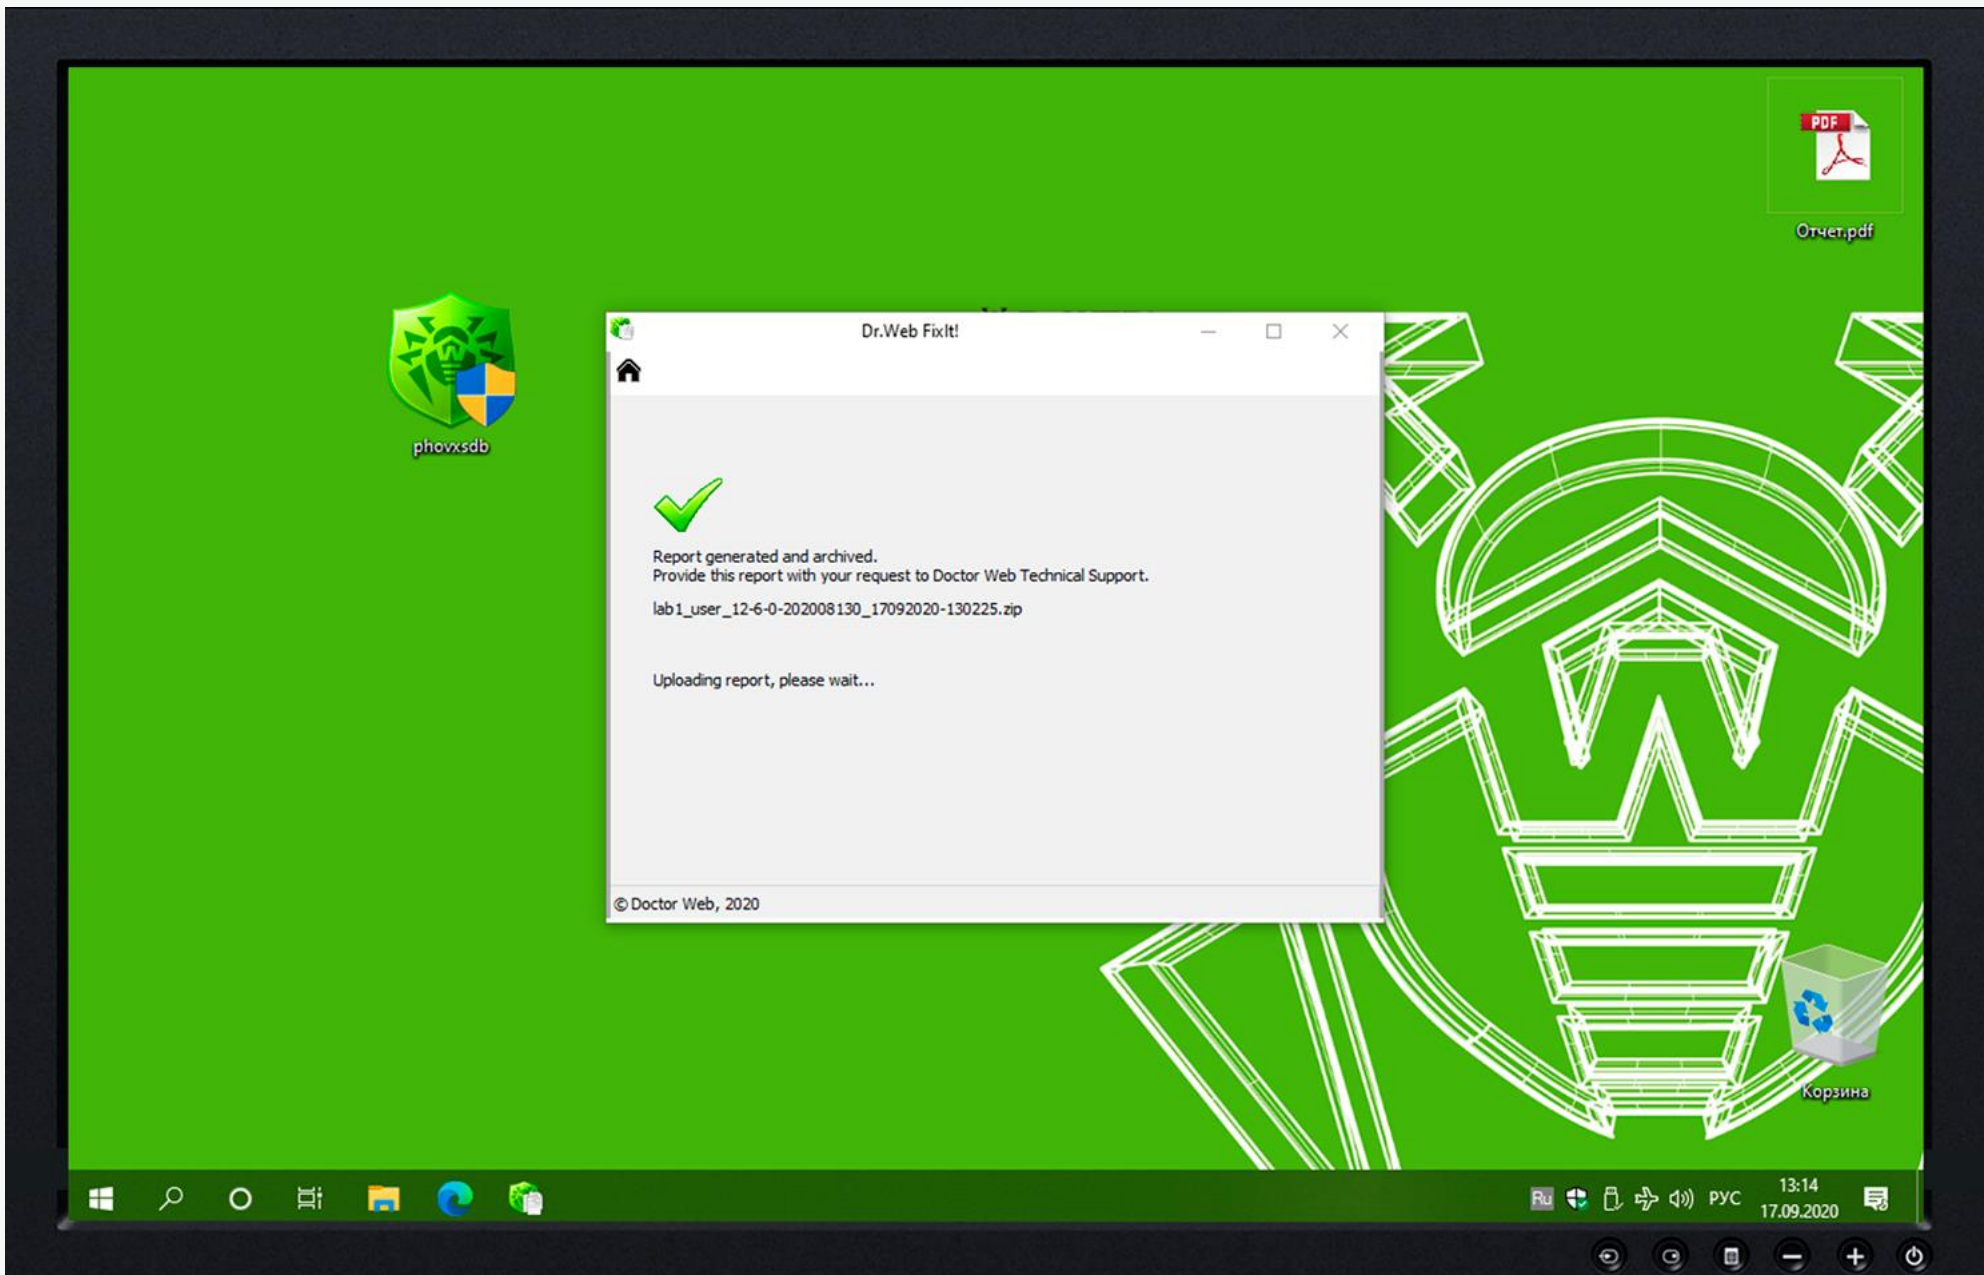 PDF
Отчет.pdf
phovxsdb
Dr.Web FixIt!
Report generated and archived.
Provide this report with your request to Doctor Web Technical Support.
lab1_user_12-6-0-202008130_17092020-130225.zip
Uploading report, please wait...
© Doctor Web, 2020
Корзина
Ru РУС 13:14
17.09.2020